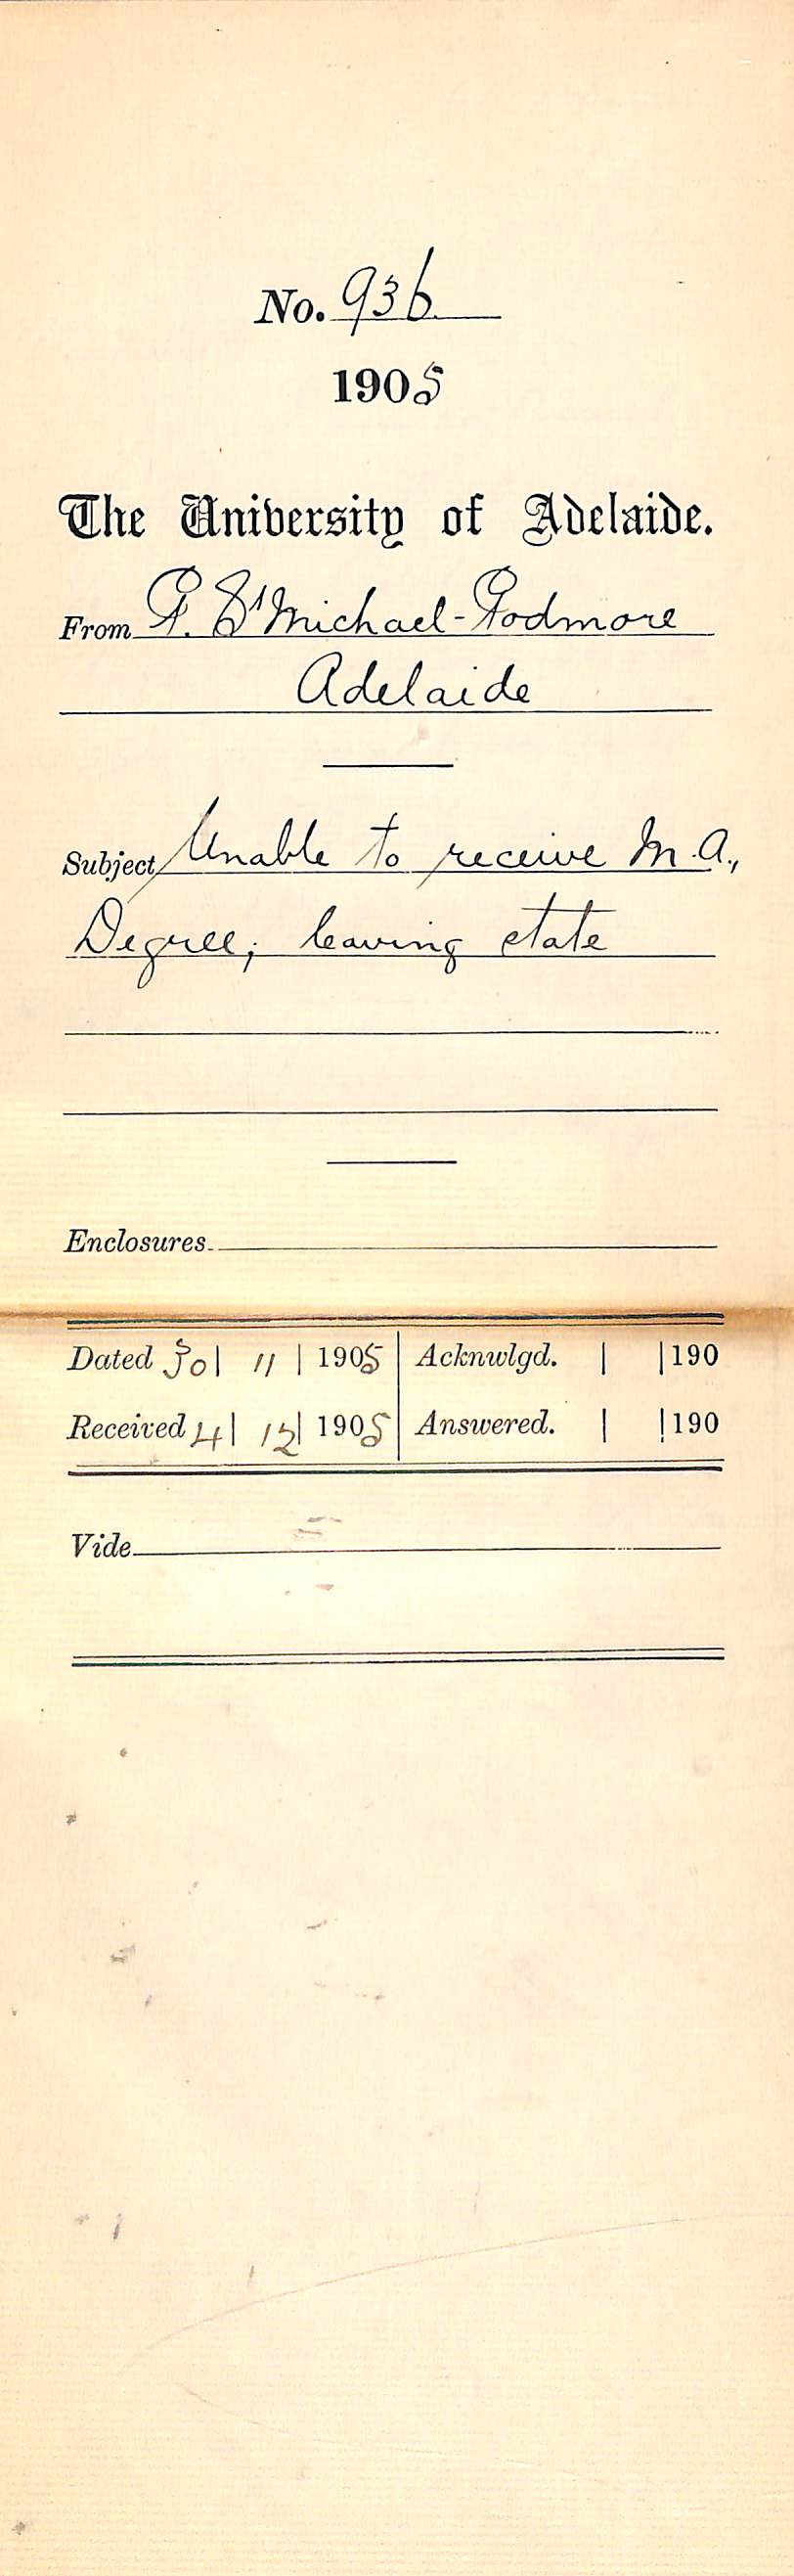 No. 936
1905
The University of Adelaide.
From P. St Michael-Podmore
Adelaide
Subject Unable to receive M.A.,
Degree; leaving state
Enclosures
Dated 30 | 11 | 1905 | Acknwlgd. | | 190
Received 4 | 12 | 1905 | Answered. | | 190
Vide